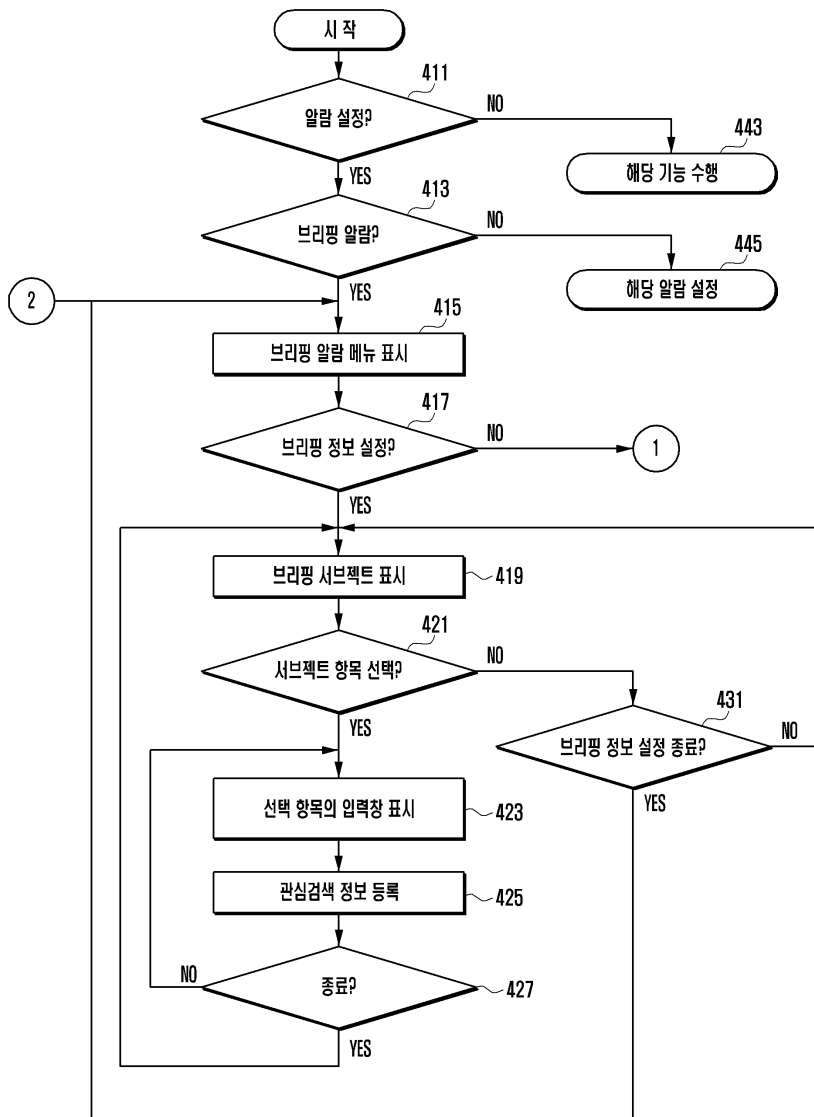 시 작
411
알람 설정?
NO
443
해당 기능 수행
YES
413
브리핑 알람?
NO
445
해당 알람 설정
YES
2
415
브리핑 알람 메뉴 표시
417
브리핑 정보 설정?
NO
1
YES
브리핑 서브젝트 표시
419
421
서브젝트 항목 선택?
NO
431
브리핑 정보 설정 종료?
NO
YES
YES
선택 항목의 입력창 표시
423
관심검색 정보 등록
425
NO
종료?
427
YES